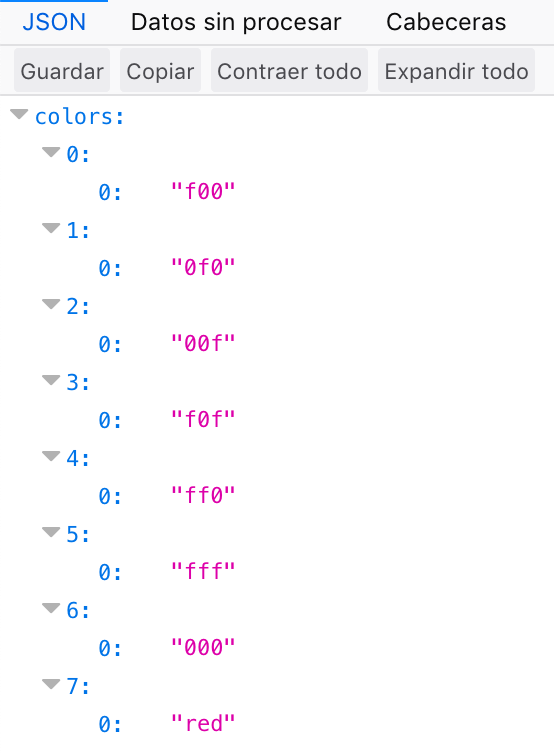 JSON Datos sin procesar Cabeceras
Guardar Copiar Contraer todo Expandir todo
colors:
0:
0: "f00"
1:
0: "0f0"
2:
0: "00f"
3:
0: "f0f"
4:
0: "ff0"
5:
0: "fff"
6:
0: "000"
7:
0: "red"